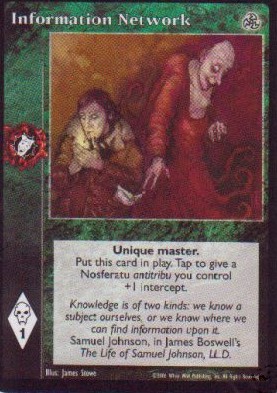 Information Network
Unique master.
Put this card in play. Tap to give a
Nosferatu antitribu you control
+1 intercept.
Knowledge is of two kinds: we know a
subject ourselves, or we know where we
can find information upon it.
Samuel Johnson, in James Boswell's
The Life of Samuel Johnson, LL.D.
1
Illus: James Stowe